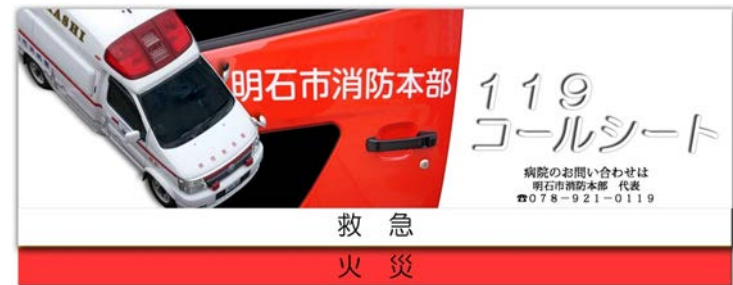 明石市消防本部
119
コールシート
病院のお問い合わせは
明石市消防本部 代表
☎078-921-0119
救 急
火 災